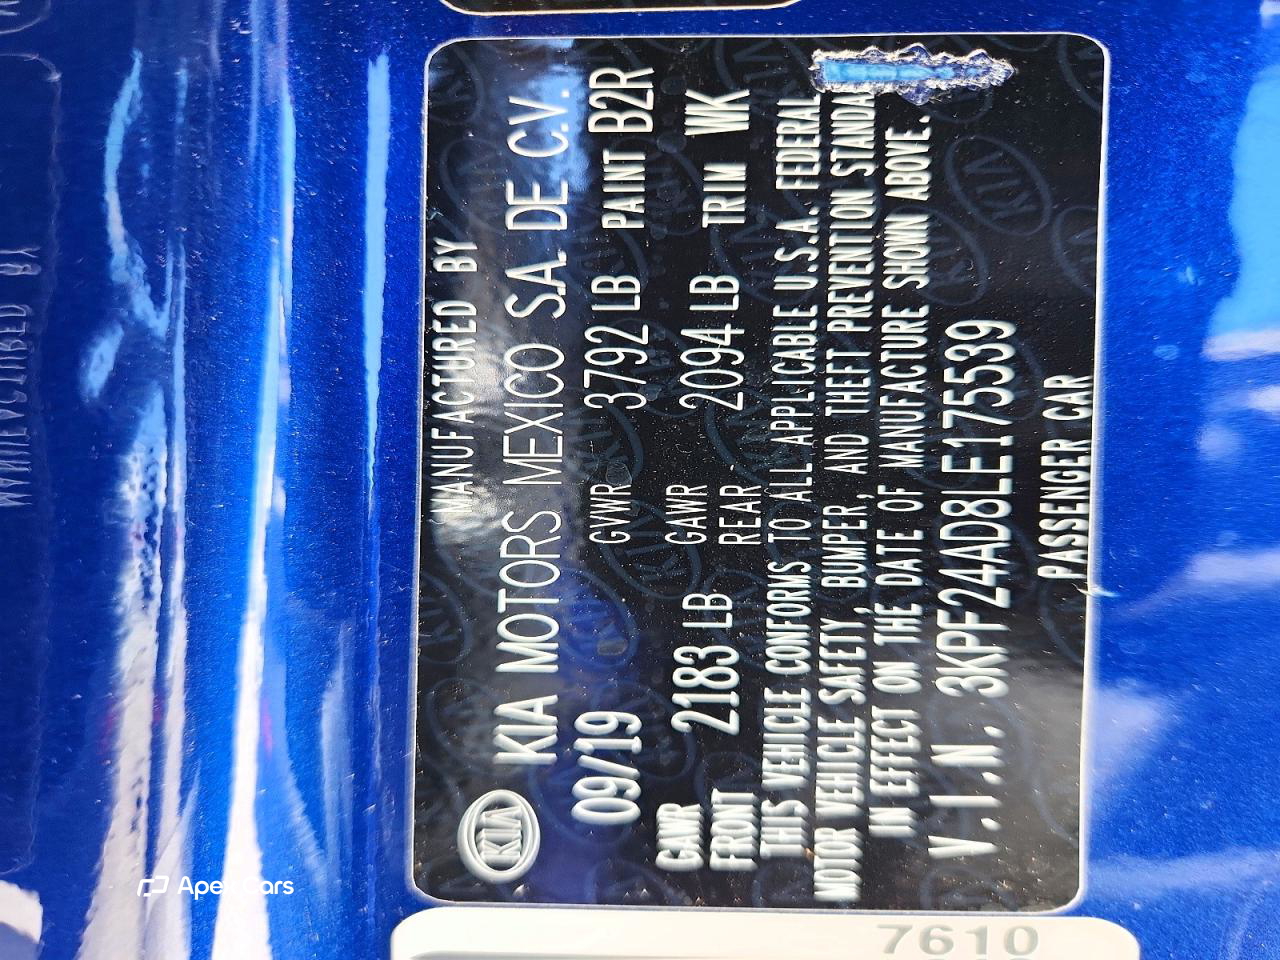 MANUFACTURED BY
KIA
KIA MOTORS MEXICO S.A. DE C.V.
09/19 GVWR 3792 LB PAINT B2R
GAWR FRONT 2183 LB GAWR REAR 2094 LB TRIM WK
THIS VEHICLE CONFORMS TO ALL APPLICABLE U.S.A. FEDERAL
MOTOR VEHICLE SAFETY, BUMPER, AND THEFT PREVENTION STANDA
IN EFFECT ON THE DATE OF MANUFACTURE SHOWN ABOVE.
V.I.N. 3KPF24AD8LE175539
PASSENGER CAR
7610
Apex Cars